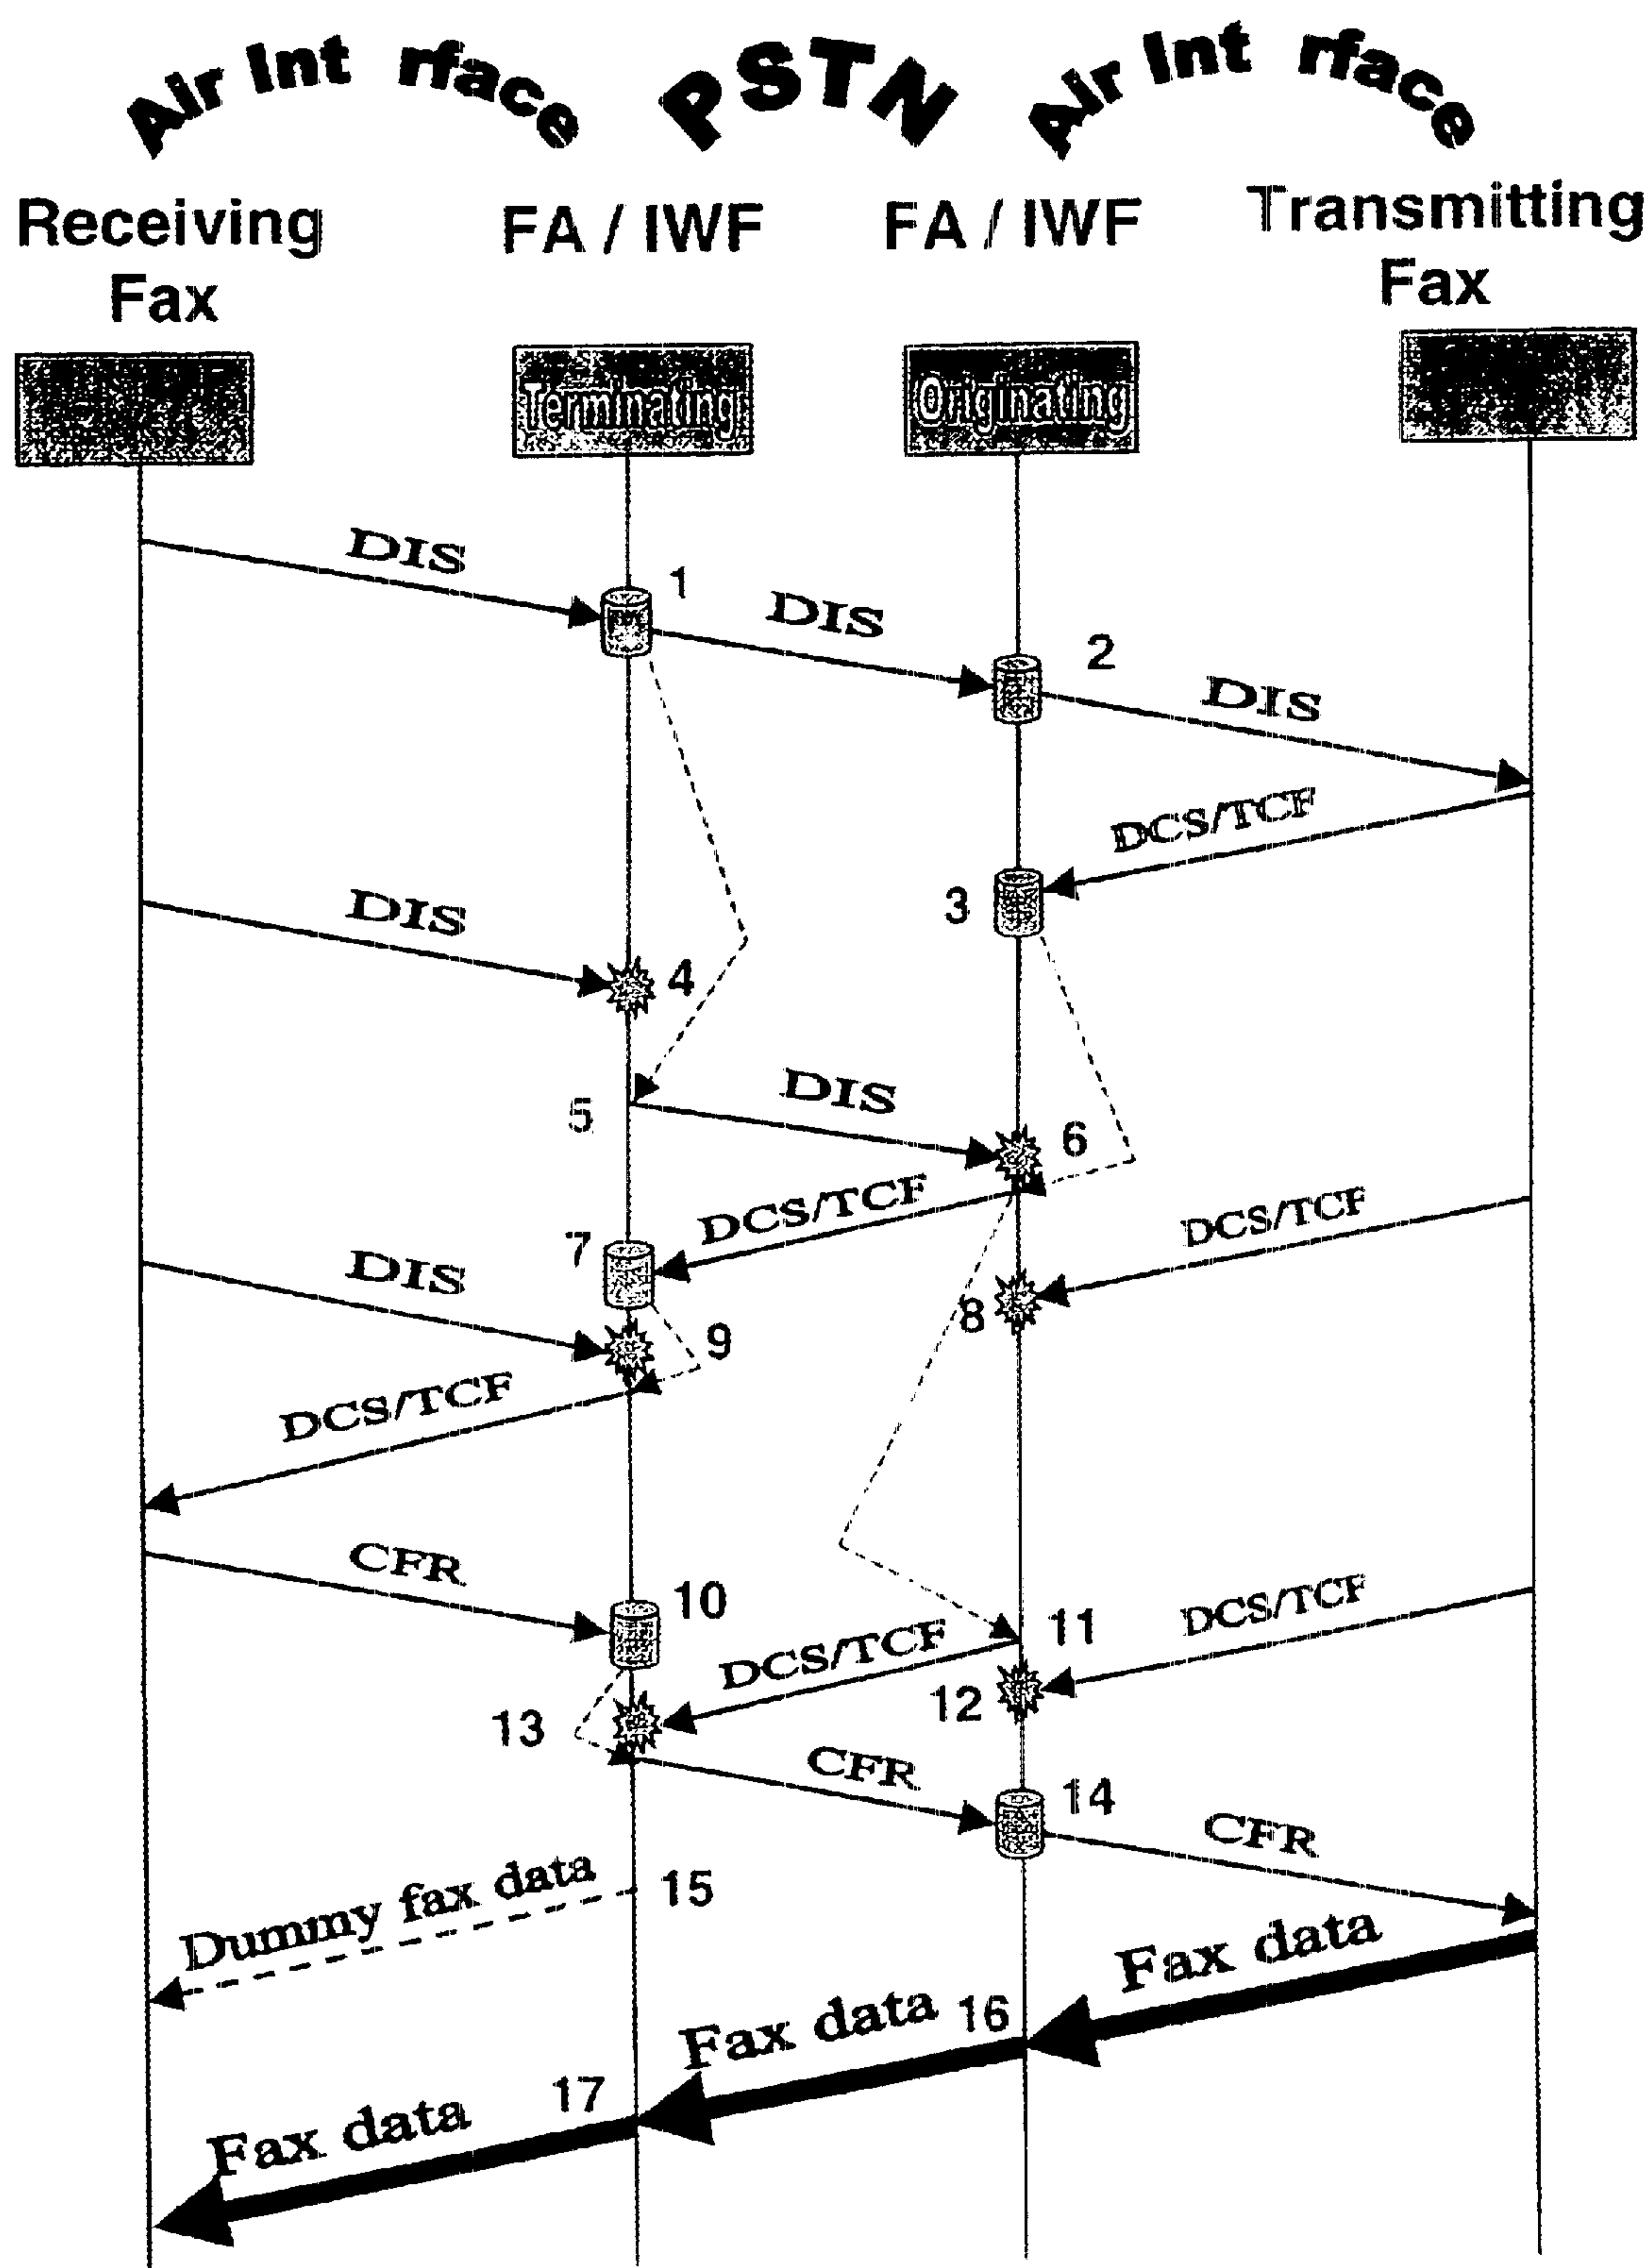 Air Int rface PSTN Air Int rface
Receiving Fax
FA / IWF
FA / IWF
Transmitting Fax
Terminating
Originating
DIS
1
DIS
2
DIS
DCS/TCF
3
DIS
4
5
DIS
6
DCS/TCF
DCS/TCF
7
DIS
8
9
DCS/TCF
CFR
10
11
DCS/TCF
DCS/TCF
12
13
CFR
14
CFR
Dummy fax data
15
Fax data
16
Fax data
17
Fax data